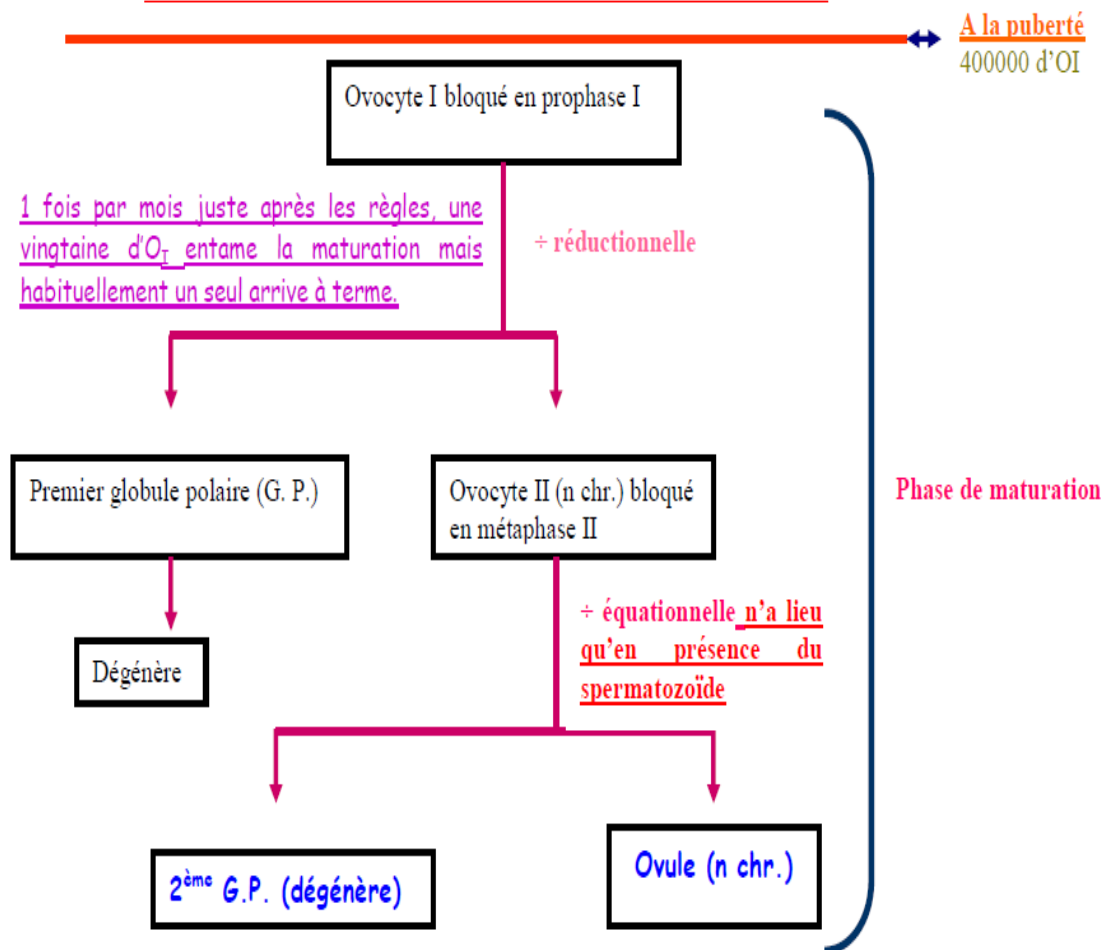 A la puberté
400000 d'OI
Ovocyte I bloqué en prophase I
1 fois par mois juste après les règles, une
vingtaine d'OI entame la maturation mais
habituellement un seul arrive à terme.
÷ réductionnelle
Premier globule polaire (G. P.)
Ovocyte II (n chr.) bloqué
en métaphase II
Phase de maturation
÷ équationnelle n'a lieu
qu'en présence du
spermatozoïde
Dégénère
2ème G.P. (dégénère)
Ovule (n chr.)